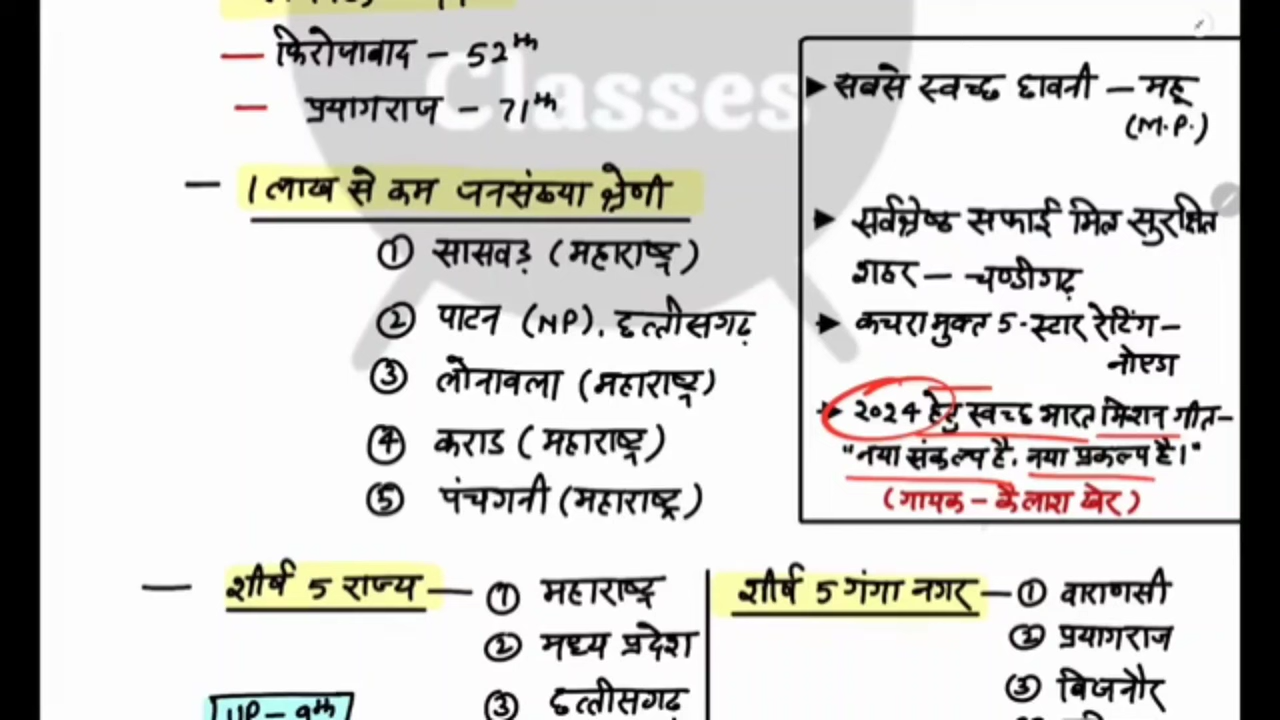 — फिरोजाबाद – 52th
— प्रयागराज – 71th
Classes
— 1 लाख से कम जनसंख्या श्रेणी
① सासवड़ (महाराष्ट्र)
② पाटन (NP), छत्तीसगढ़
③ लोनावला (महाराष्ट्र)
④ कराड (महाराष्ट्र)
⑤ पंचगनी (महाराष्ट्र)
► सबसे स्वच्छ छावनी – महू
(M.P.)
► सर्वश्रेष्ठ सफाई मित्र सुरक्षित
शहर – चण्डीगढ़
► कचरा मुक्त 5-स्टार रेटिंग –
नोएडा
► 2024 हेतु स्वच्छ भारत मिशन गीत –
"नया संकल्प है, नया प्रकल्प है।"
(गायक – कैलाश खेर)
— शीर्ष 5 राज्य — ① महाराष्ट्र
② मध्य प्रदेश
③ छत्तीसगढ़
UP – 9th
शीर्ष 5 गंगा नगर — ① वाराणसी
② प्रयागराज
③ बिजनौर